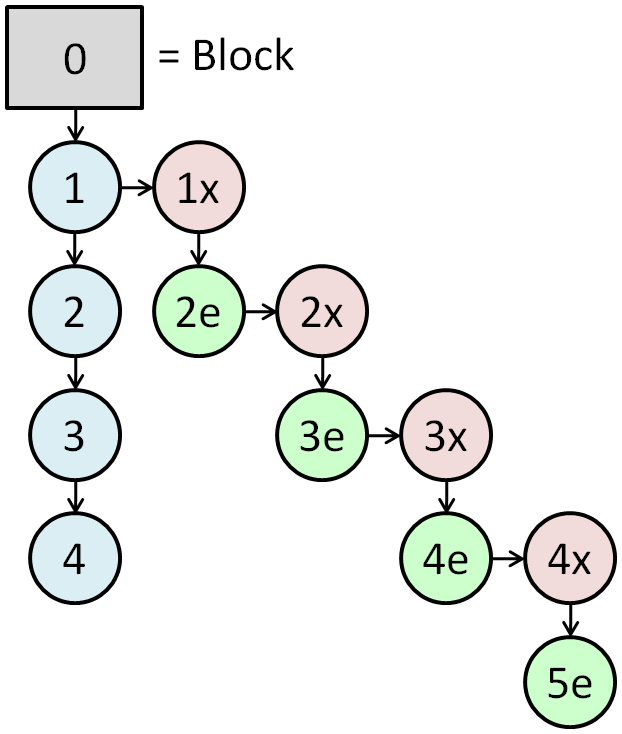 0 = Block
1 1x
2 2e 2x
3 3e 3x
4 4e 4x
5e